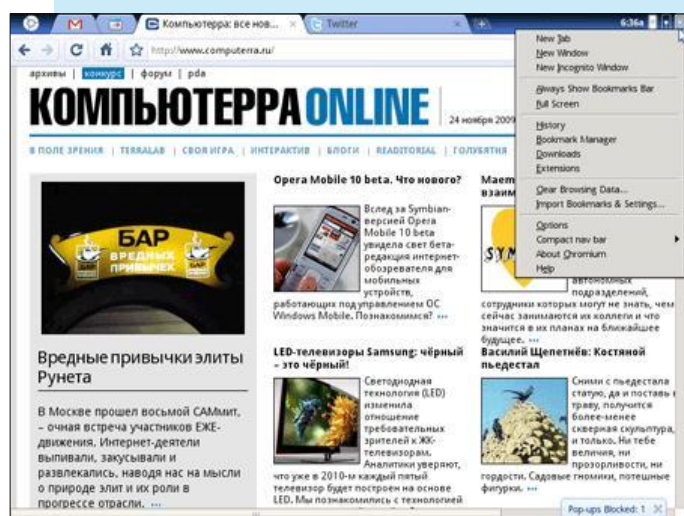 Компьютерра: все нов...
Twitter
6:36a
http://www.computerra.ru/
архивы | конкурс | форум | pda
КОМПЬЮТЕРРА ONLINE
24 ноября 2009
В ПОЛЕ ЗРЕНИЯ | TERRALAB | СВОЯ ИГРА | ИНТЕРАКТИВ | БЛОГИ | READITORIAL | ГОЛУБЯТНЯ
New Tab
New Window
New Incognito Window
Always Show Bookmarks Bar
Full Screen
History
Bookmark Manager
Downloads
Extensions
Clear Browsing Data...
Import Bookmarks & Settings...
Options
Compact nav bar
About Chromium
Help
БАР
ВРЕДНЫХ
ПРИВЫЧЕК
Вредные привычки элиты
Рунета
В Москве прошел восьмой САМмит,
– очная встреча участников ЕЖЕ-
движения. Интернет-деятели
выпивали, закусывали и
развлекались, наводя нас на мысли
о природе элит и их роли в
прогрессе отрасли. ...
Opera Mobile 10 beta. Что нового?
Вслед за Symbian-
версией Opera
Mobile 10 beta
увидела свет бета-
редакция интернет-
обозревателя для
мобильных
устройств,
работающих под управлением ОС
Windows Mobile. Познакомимся? ...
LED-телевизоры Samsung: чёрный
– это чёрный!
Светодиодная
технология (LED)
изменила
отношение
требовательных
зрителей к ЖК-
телевизорам.
Аналитики уверяют,
что уже в 2010-м каждый пятый
телевизор будет построен на основе
LED. Мы познакомились с технологией
Маеm
взаим
SYM
автономных
подразделений,
сотрудники которых могут не знать, чем
сейчас занимаются их коллеги и что
значится в их планах на ближайшее
будущее. ...
Василий Щепетнёв: Костяной
пьедестал
Сними с пьедестала
статую, да и поставь в
траву, получится
более-менее
скверная скульптура,
и только. Ни тебе
величия, ни
прозорливости, ни
гордости. Садовые гномики, потешные
фигурки. ...
Pop-ups Blocked: 1